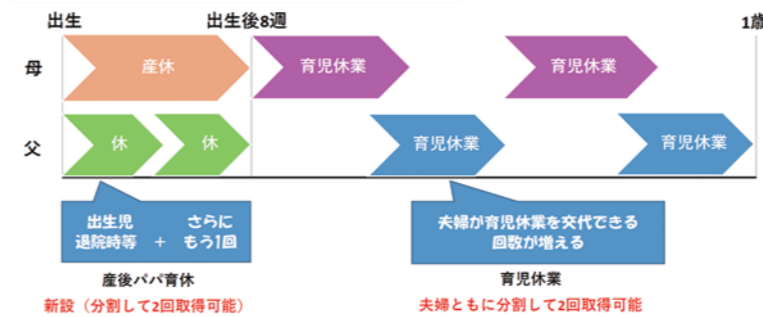 出生
出生後8週
1歳
母
産休
育児休業
育児休業
父
休
休
育児休業
育児休業
出生児
退院時等
+
さらに
もう1回
夫婦が育児休業を交代できる
回数が増える
産後パパ育休
新設（分割して2回取得可能）
育児休業
夫婦ともに分割して2回取得可能